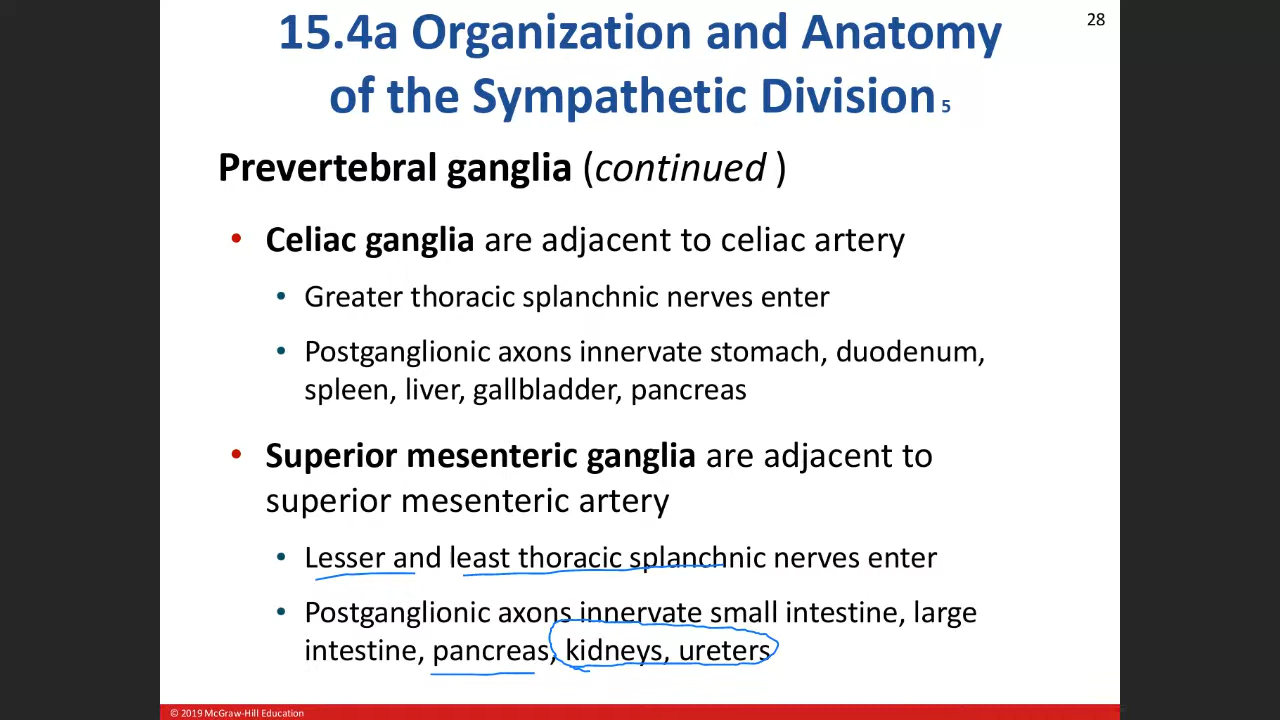 28
15.4a Organization and Anatomy
of the Sympathetic Division 5
Prevertebral ganglia (continued )
• Celiac ganglia are adjacent to celiac artery
• Greater thoracic splanchnic nerves enter
• Postganglionic axons innervate stomach, duodenum,
spleen, liver, gallbladder, pancreas
• Superior mesenteric ganglia are adjacent to
superior mesenteric artery
• Lesser and least thoracic splanchnic nerves enter
• Postganglionic axons innervate small intestine, large
intestine, pancreas, kidneys, ureters
© 2019 McGraw-Hill Education